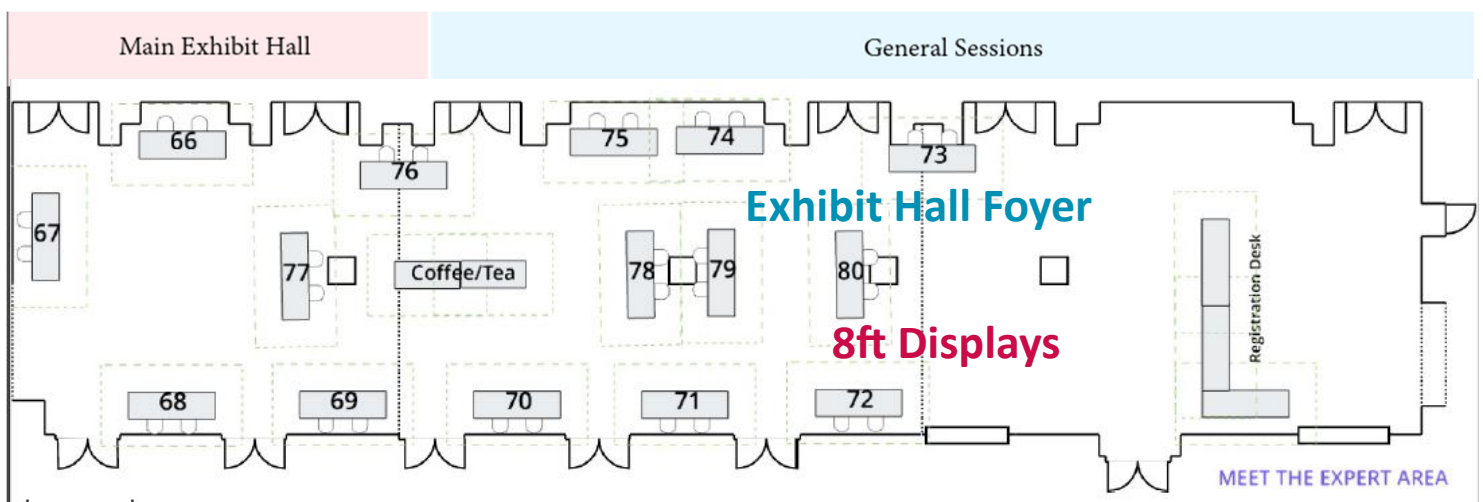 Main Exhibit Hall
General Sessions
66
75
74
73
76
67
Exhibit Hall Foyer
77
Coffee/Tea
78
79
80
Registration Desk
8ft Displays
68
69
70
71
72
MEET THE EXPERT AREA